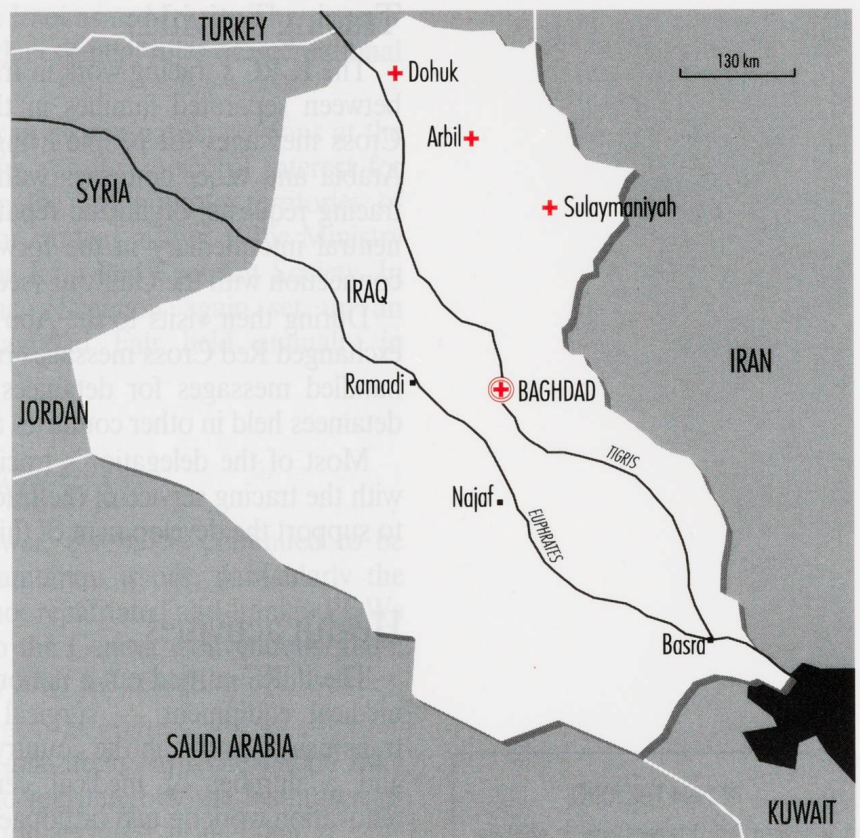 TURKEY
Dohuk
130 km
Arbil
SYRIA
Sulaymaniyah
IRAQ
IRAN
Ramadi
BAGHDAD
JORDAN
TIGRIS
Najaf
EUPHRATES
Basra
SAUDI ARABIA
KUWAIT